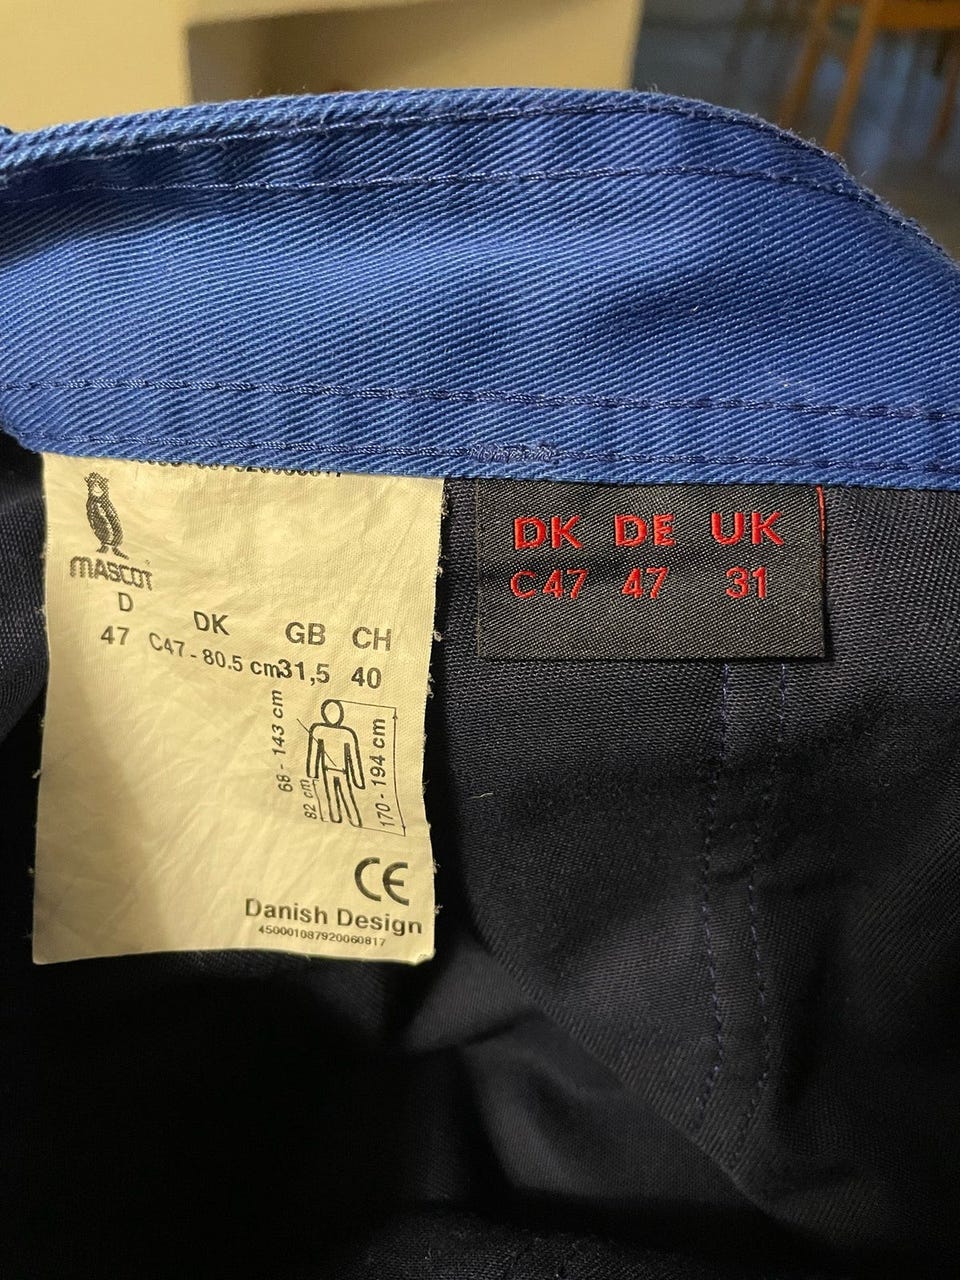 MASCOT
D DK GB CH
47 C47 - 80.5 cm 31,5 40
68 - 143 cm
82 cm
170 - 194 cm
CE
Danish Design
450001087920060817
DK DE UK
C47 47 31